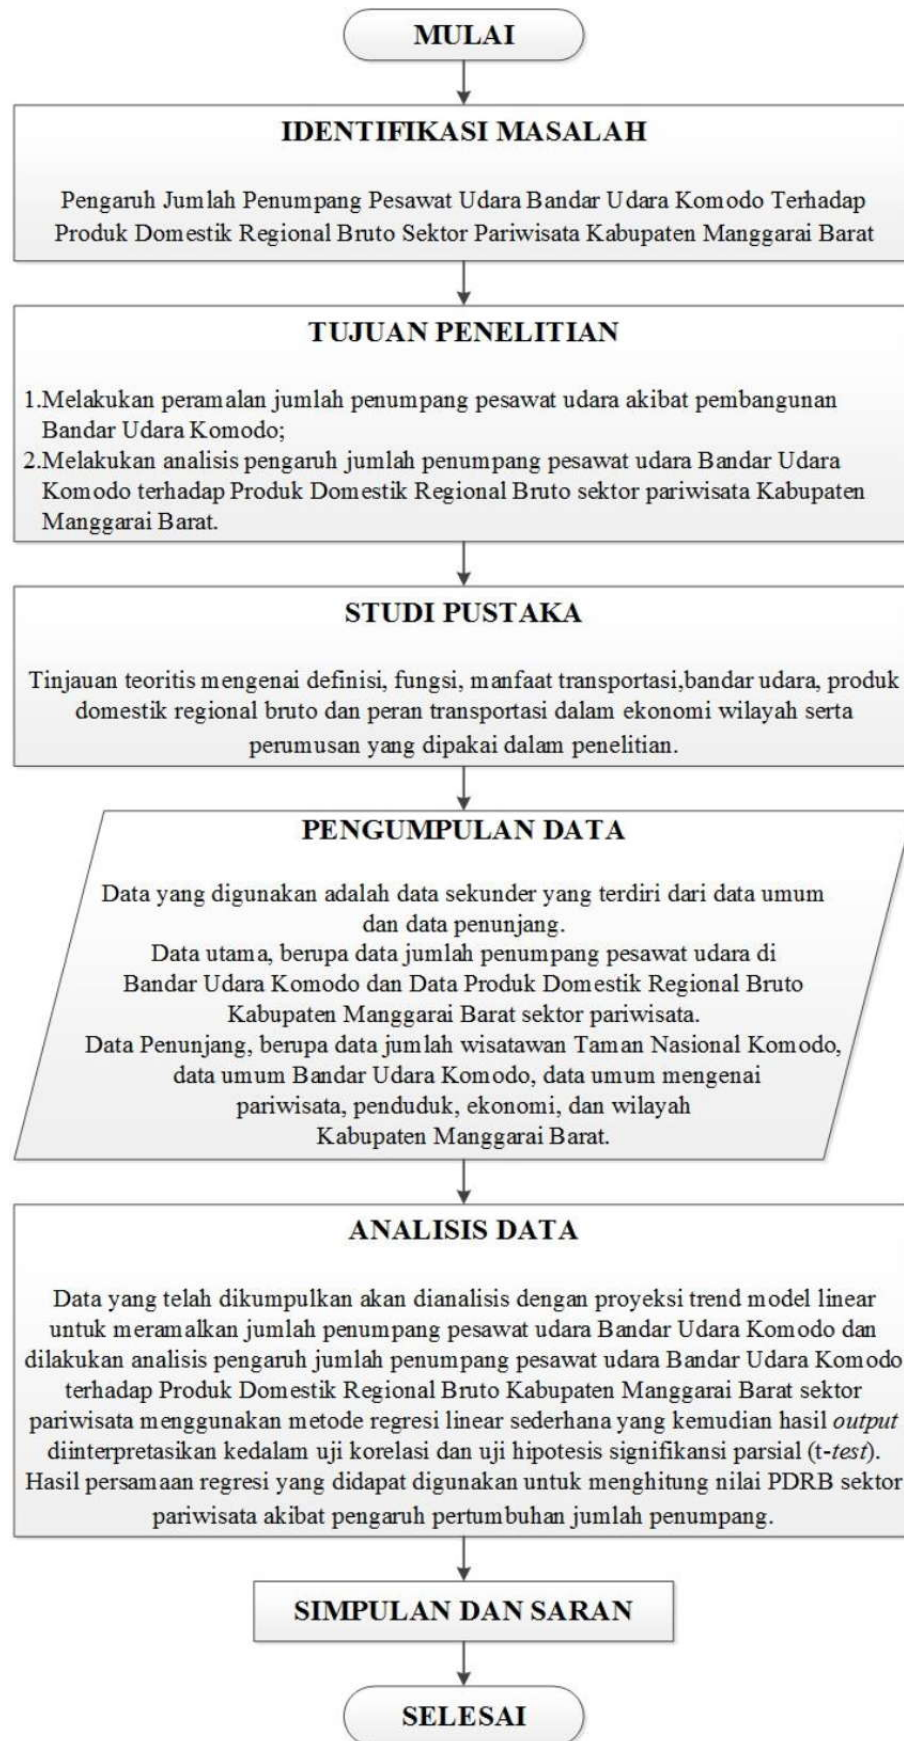 MULAI
IDENTIFIKASI MASALAH
Pengaruh Jumlah Penumpang Pesawat Udara Bandar Udara Komodo Terhadap
Produk Domestik Regional Bruto Sektor Pariwisata Kabupaten Manggarai Barat
TUJUAN PENELITIAN
1.Melakukan peramalan jumlah penumpang pesawat udara akibat pembangunan
Bandar Udara Komodo;
2.Melakukan analisis pengaruh jumlah penumpang pesawat udara Bandar Udara
Komodo terhadap Produk Domestik Regional Bruto sektor pariwisata Kabupaten
Manggarai Barat.
STUDI PUSTAKA
Tinjauan teoritis mengenai definisi, fungsi, manfaat transportasi,bandar udara, produk
domestik regional bruto dan peran transportasi dalam ekonomi wilayah serta
perumusan yang dipakai dalam penelitian.
PENGUMPULAN DATA
Data yang digunakan adalah data sekunder yang terdiri dari data umum
dan data penunjang.
Data utama, berupa data jumlah penumpang pesawat udara di
Bandar Udara Komodo dan Data Produk Domestik Regional Bruto
Kabupaten Manggarai Barat sektor pariwisata.
Data Penunjang, berupa data jumlah wisatawan Taman Nasional Komodo,
data umum Bandar Udara Komodo, data umum mengenai
pariwisata, penduduk, ekonomi, dan wilayah
Kabupaten Manggarai Barat.
ANALISIS DATA
Data yang telah dikumpulkan akan dianalisis dengan proyeksi trend model linear
untuk meramalkan jumlah penumpang pesawat udara Bandar Udara Komodo dan
dilakukan analisis pengaruh jumlah penumpang pesawat udara Bandar Udara Komodo
terhadap Produk Domestik Regional Bruto Kabupaten Manggarai Barat sektor
pariwisata menggunakan metode regresi linear sederhana yang kemudian hasil output
diinterpretasikan kedalam uji korelasi dan uji hipotesis signifikansi parsial (t-test).
Hasil persamaan regresi yang didapat digunakan untuk menghitung nilai PDRB sektor
pariwisata akibat pengaruh pertumbuhan jumlah penumpang.
SIMPULAN DAN SARAN
SELESAI